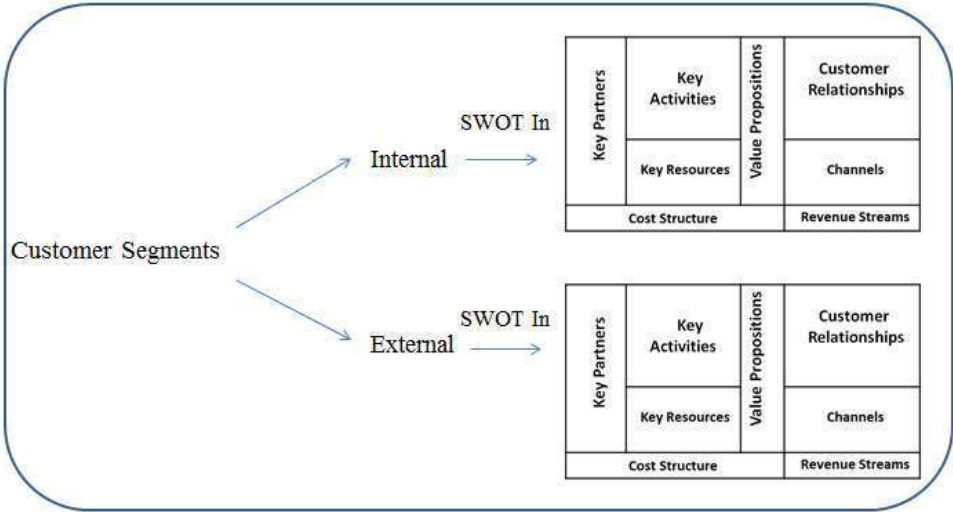 Customer Segments
Internal
SWOT In
Key Partners
Key
Activities
Key Resources
Value Propositions
Customer
Relationships
Channels
Cost Structure
Revenue Streams
External
SWOT In
Key Partners
Key
Activities
Key Resources
Value Propositions
Customer
Relationships
Channels
Cost Structure
Revenue Streams